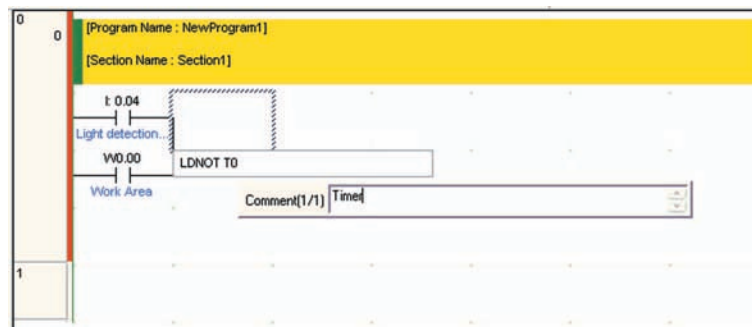 0
0
[Program Name : NewProgram1]
[Section Name : Section1]
I: 0.04
Light detection...
W0.00
LDNOT T0
Work Area
Comment(1/1) Timer
1